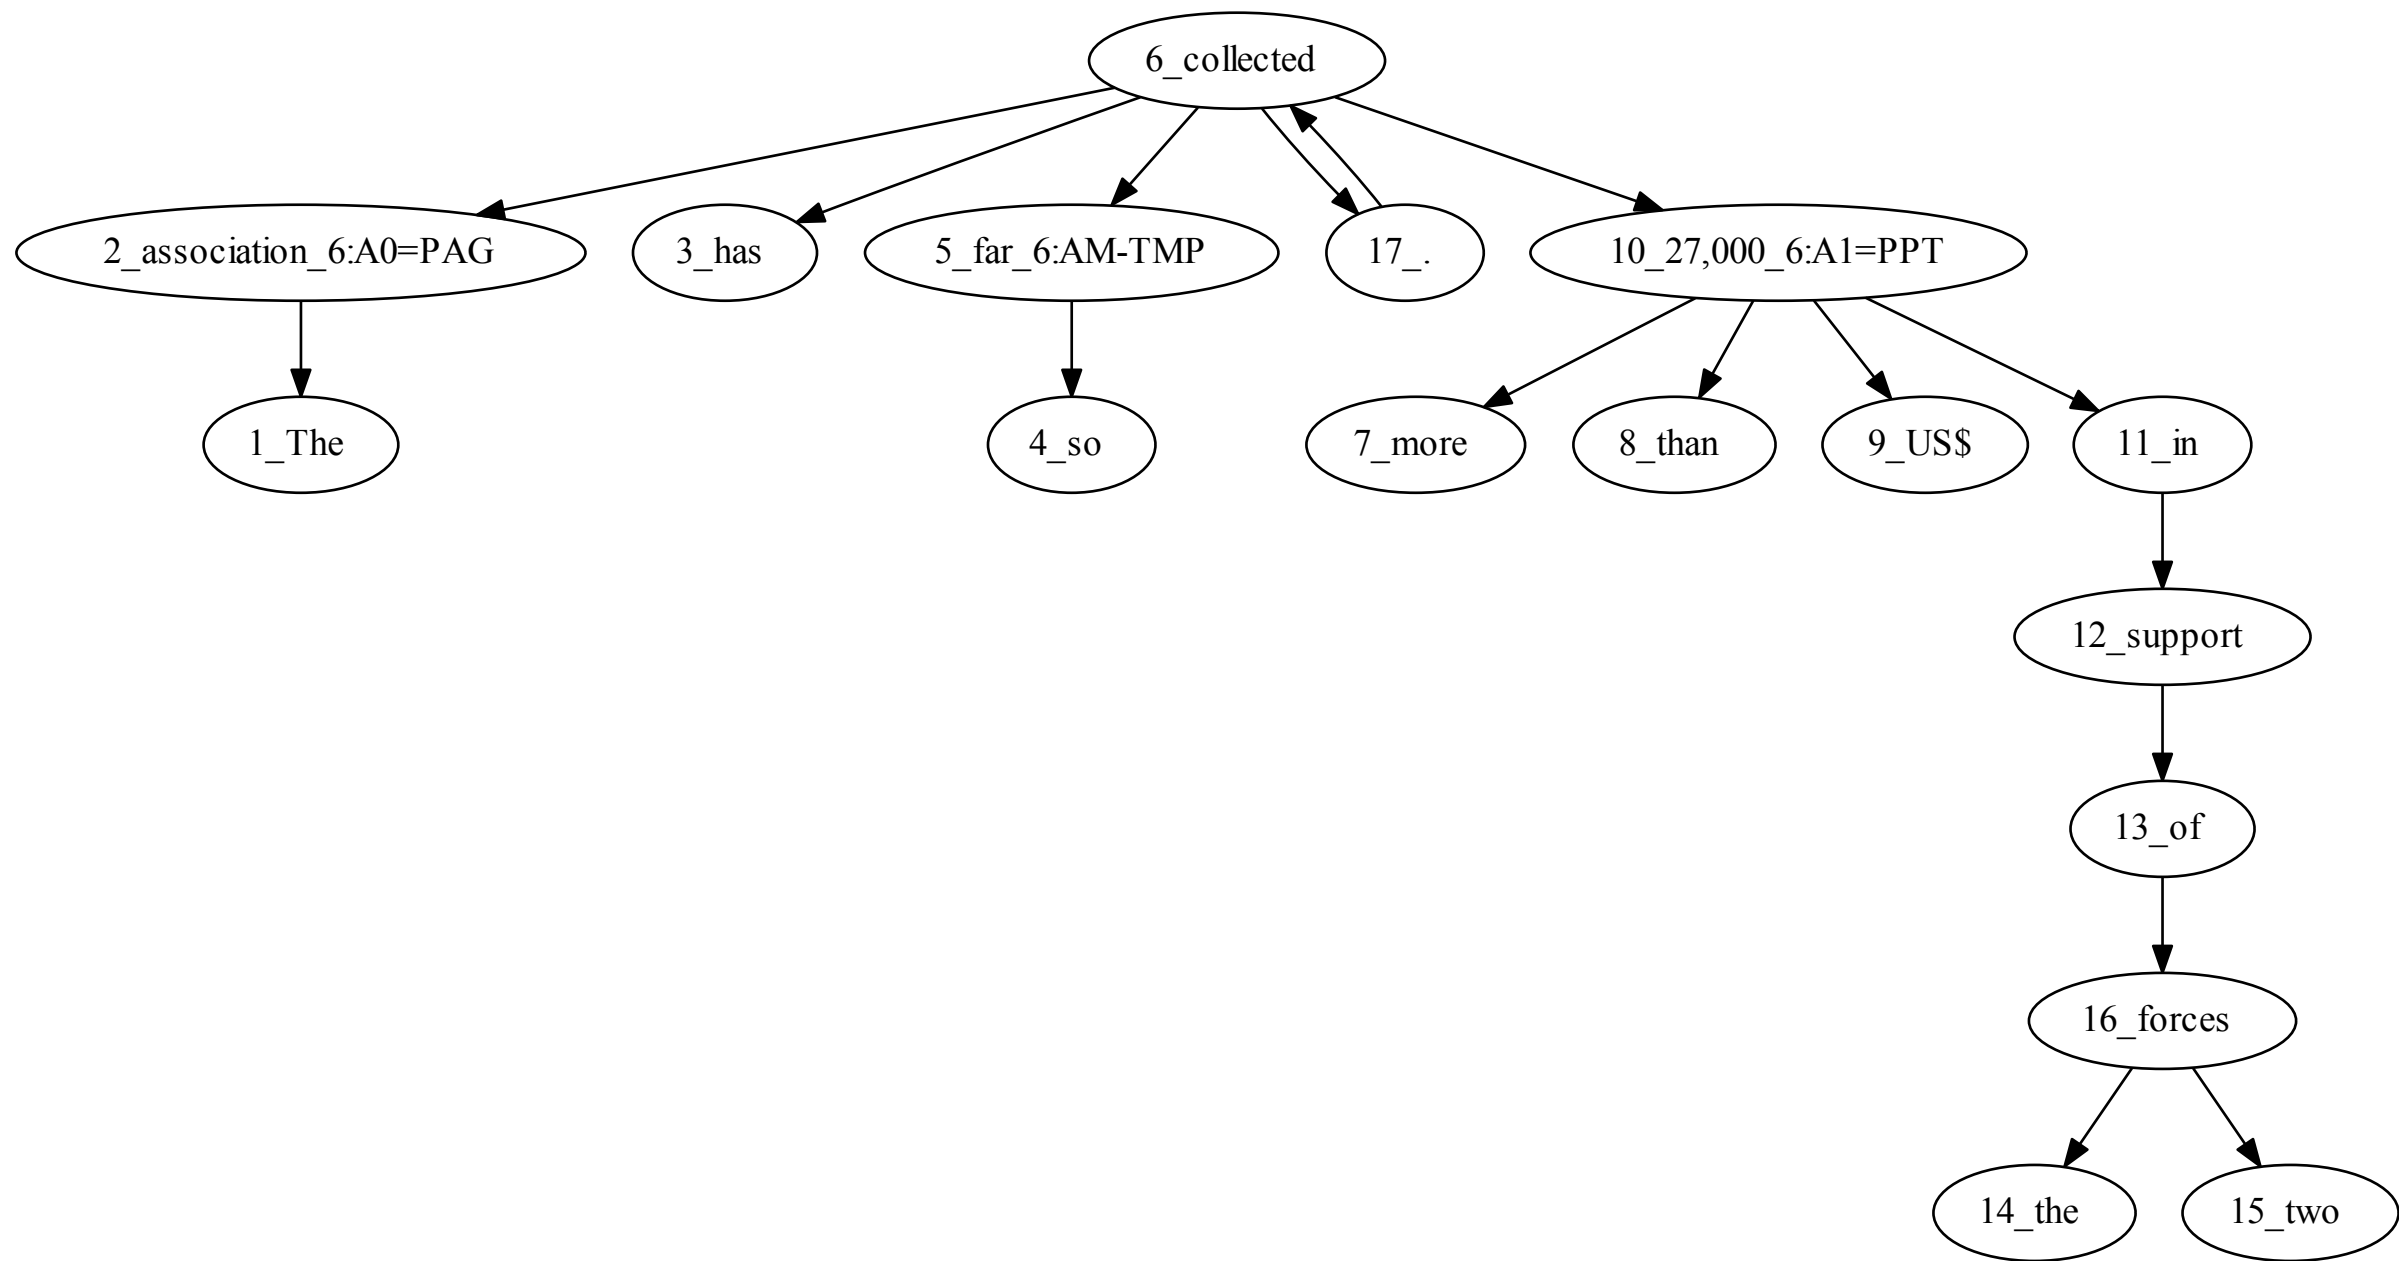 6_collected
2_association_6:A0=PAG
3_has
5_far_6:AM-TMP
17_.
10_27,000_6:A1=PPT
1_The
4_so
7_more
8_than
9_US$
11_in
12_support
13_of
16_forces
14_the
15_two